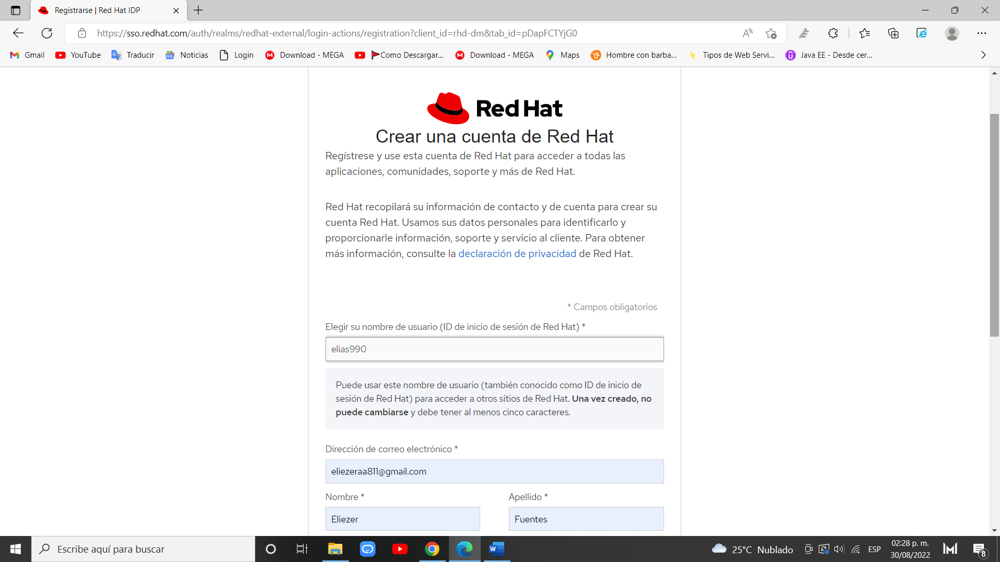 Registrarse | Red Hat IDP
https://sso.redhat.com/auth/realms/redhat-external/login-actions/registration?client_id=rhd-dm&tab_id=pDapFCTYjG0
Gmail
YouTube
Traducir
Noticias
Login
Download - MEGA
Como Descargar...
Download - MEGA
Maps
Hombre con barba...
Tipos de Web Servi...
Java EE - Desde cer...
Red Hat
Crear una cuenta de Red Hat
Regístrese y use esta cuenta de Red Hat para acceder a todas las
aplicaciones, comunidades, soporte y más de Red Hat.
Red Hat recopilará su información de contacto y de cuenta para crear su
cuenta Red Hat. Usamos sus datos personales para identificarlo y
proporcionarle información, soporte y servicio al cliente. Para obtener
más información, consulte la declaración de privacidad de Red Hat.
* Campos obligatorios
Elegir su nombre de usuario (ID de inicio de sesión de Red Hat) *
elias990
Puede usar este nombre de usuario (también conocido como ID de inicio de
sesión de Red Hat) para acceder a otros sitios de Red Hat. Una vez creado, no
puede cambiarse y debe tener al menos cinco caracteres.
Dirección de correo electrónico *
eliezeraa811@gmail.com
Nombre *
Apellido *
Eliezer
Fuentes
Escribe aquí para buscar
25°C Nublado
ESP
02:28 p. m.
30/08/2022
8